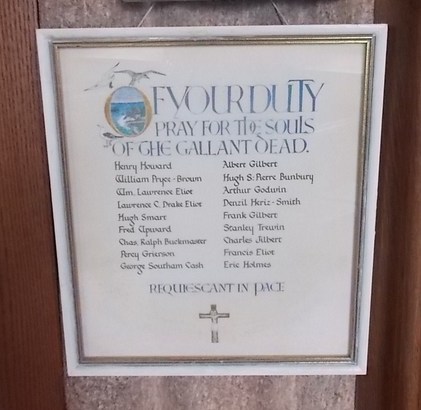 OF YOUR DUTY
PRAY FOR THE SOULS
OF THE GALLANT DEAD.
Henry Howard
William Pryce-Brown
Wm. Lawrence Eliot
Lawrence C. Drake Eliot
Hugh Smart
Fred Upward
Chas. Ralph Buckmaster
Percy Grierson
George Southam Cash
Albert Gilbert
Hugh St. Pierre Bunbury
Arthur Godwin
Denzil Heriz-Smith
Frank Gilbert
Stanley Trewin
Charles Gilbert
Francis Eliot
Eric Holmes
REQUIESCANT IN PACE